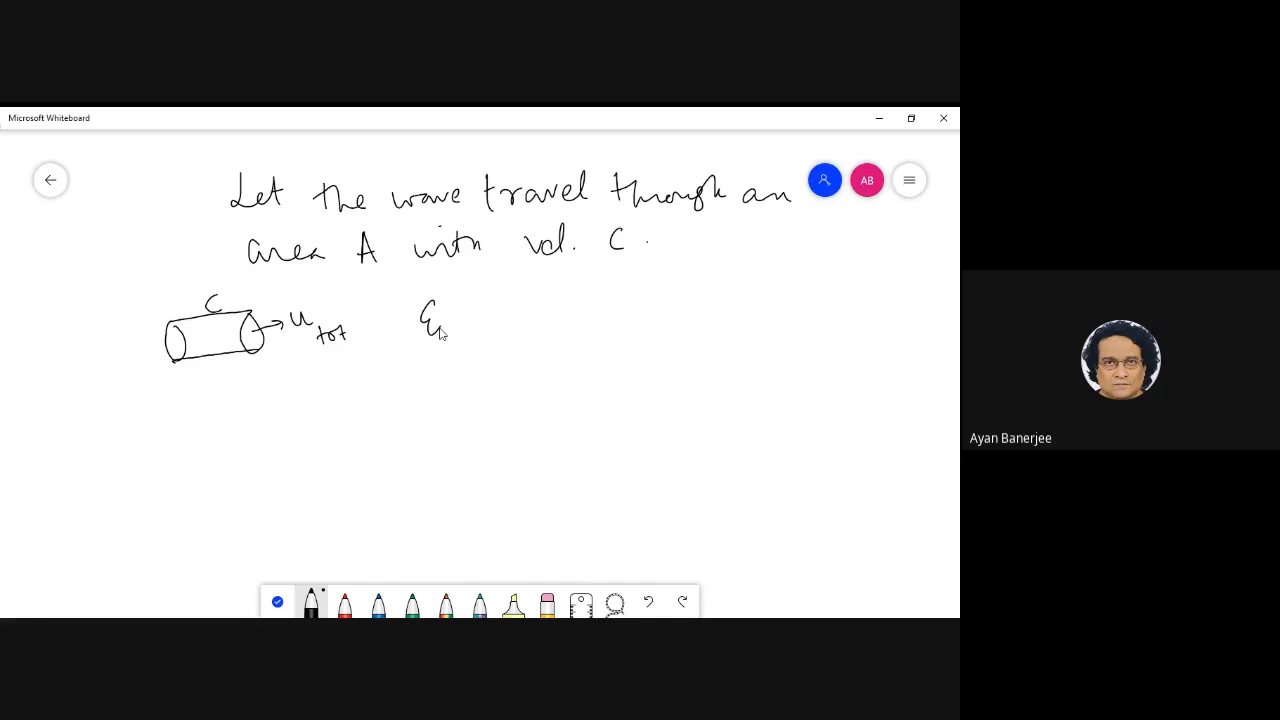 Microsoft Whiteboard
Let the wave travel through an
AB
area A with vel. C.
C
u tot
Ayan Banerjee